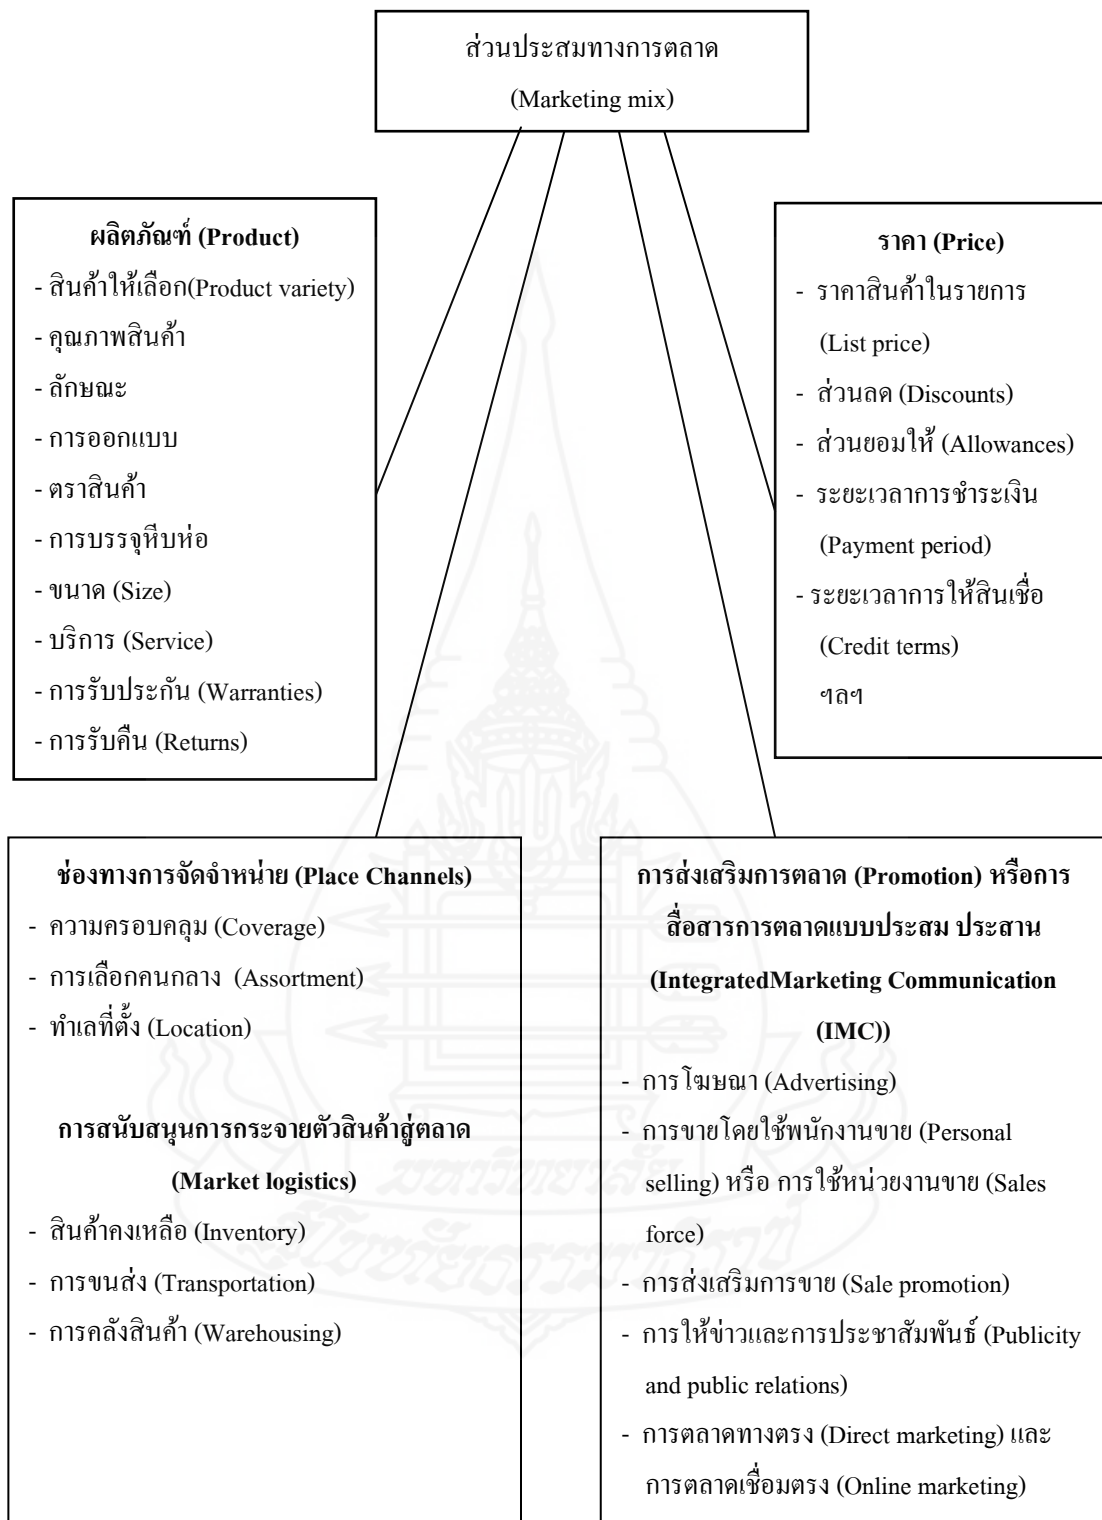 ส่วนประสมทางการตลาด
(Marketing mix)
ผลิตภัณฑ์ (Product)
- สินค้าให้เลือก(Product variety)
- คุณภาพสินค้า
- ลักษณะ
- การออกแบบ
- ตราสินค้า
- การบรรจุหีบห่อ
- ขนาด (Size)
- บริการ (Service)
- การรับประกัน (Warranties)
- การรับคืน (Returns)
ราคา (Price)
- ราคาสินค้าในรายการ
(List price)
- ส่วนลด (Discounts)
- ส่วนยอมให้ (Allowances)
- ระยะเวลาการชำระเงิน
(Payment period)
- ระยะเวลาการให้สินเชื่อ
(Credit terms)
ฯลฯ
ช่องทางการจัดจำหน่าย (Place Channels)
- ความครอบคลุม (Coverage)
- การเลือกคนกลาง (Assortment)
- ทำเลที่ตั้ง (Location)
การสนับสนุนการกระจายตัวสินค้าสู่ตลาด
(Market logistics)
- สินค้าคงเหลือ (Inventory)
- การขนส่ง (Transportation)
- การคลังสินค้า (Warehousing)
การส่งเสริมการตลาด (Promotion) หรือการ
สื่อสารการตลาดแบบประสม ประสาน
(IntegratedMarketing Communication
(IMC))
- การโฆษณา (Advertising)
- การขายโดยใช้พนักงานขาย (Personal
selling) หรือ การใช้หน่วยงานขาย (Sales
force)
- การส่งเสริมการขาย (Sale promotion)
- การให้ข่าวและการประชาสัมพันธ์ (Publicity
and public relations)
- การตลาดทางตรง (Direct marketing) และ
การตลาดเชื่อมตรง (Online marketing)
มหาวิทยาลัย
สุโขทัยธรรมาธิราช